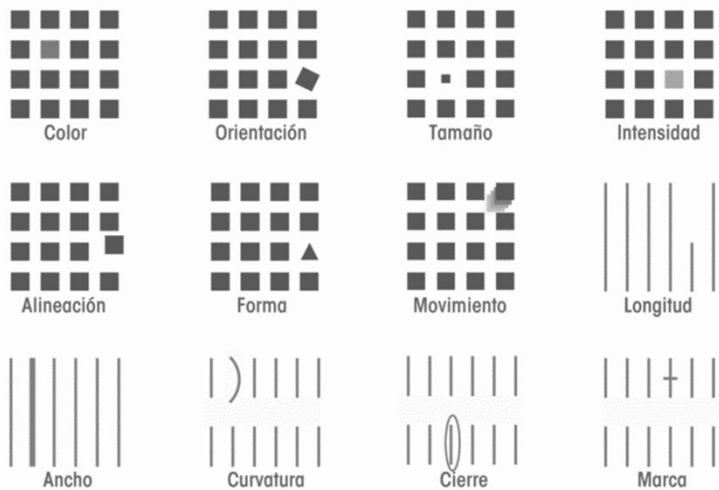 Color
Orientación
Tamaño
Intensidad
Alineación
Forma
Movimiento
Longitud
Ancho
Curvatura
Cierre
Marca